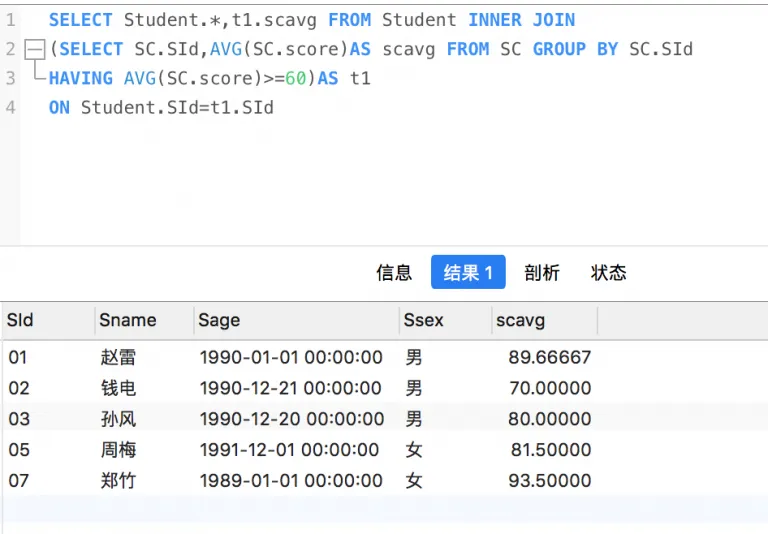 1 SELECT Student.*,t1.scavg FROM Student INNER JOIN
2 (SELECT SC.SId,AVG(SC.score)AS scavg FROM SC GROUP BY SC.SId
3 HAVING AVG(SC.score)>=60)AS t1
4 ON Student.SId=t1.SId
信息 结果 1 剖析 状态
SId Sname Sage Ssex scavg
01 赵雷 1990-01-01 00:00:00 男 89.66667
02 钱电 1990-12-21 00:00:00 男 70.00000
03 孙风 1990-12-20 00:00:00 男 80.00000
05 周梅 1991-12-01 00:00:00 女 81.50000
07 郑竹 1989-01-01 00:00:00 女 93.50000